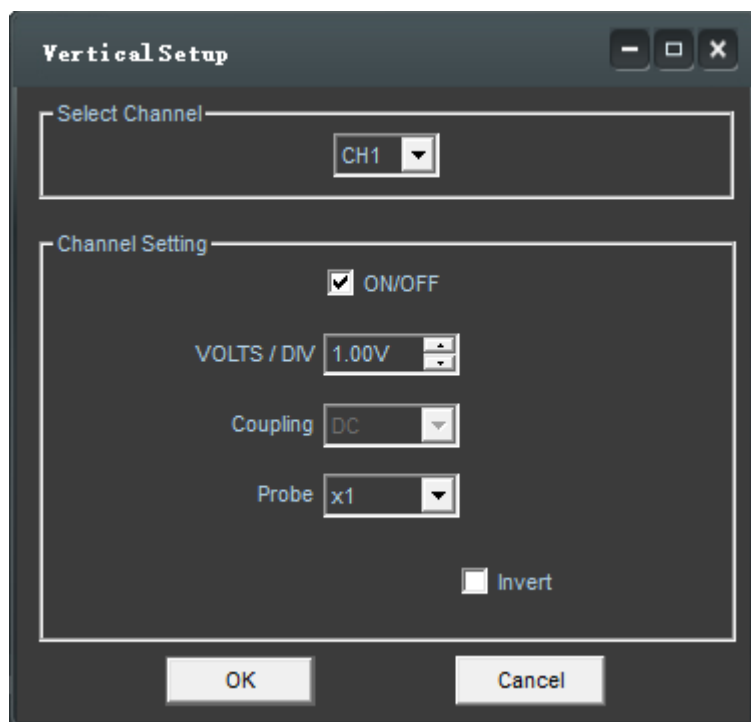 Vertical Setup
Select Channel
CH1
Channel Setting
ON/OFF
VOLTS / DIV 1.00V
Coupling DC
Probe x1
Invert
OK Cancel